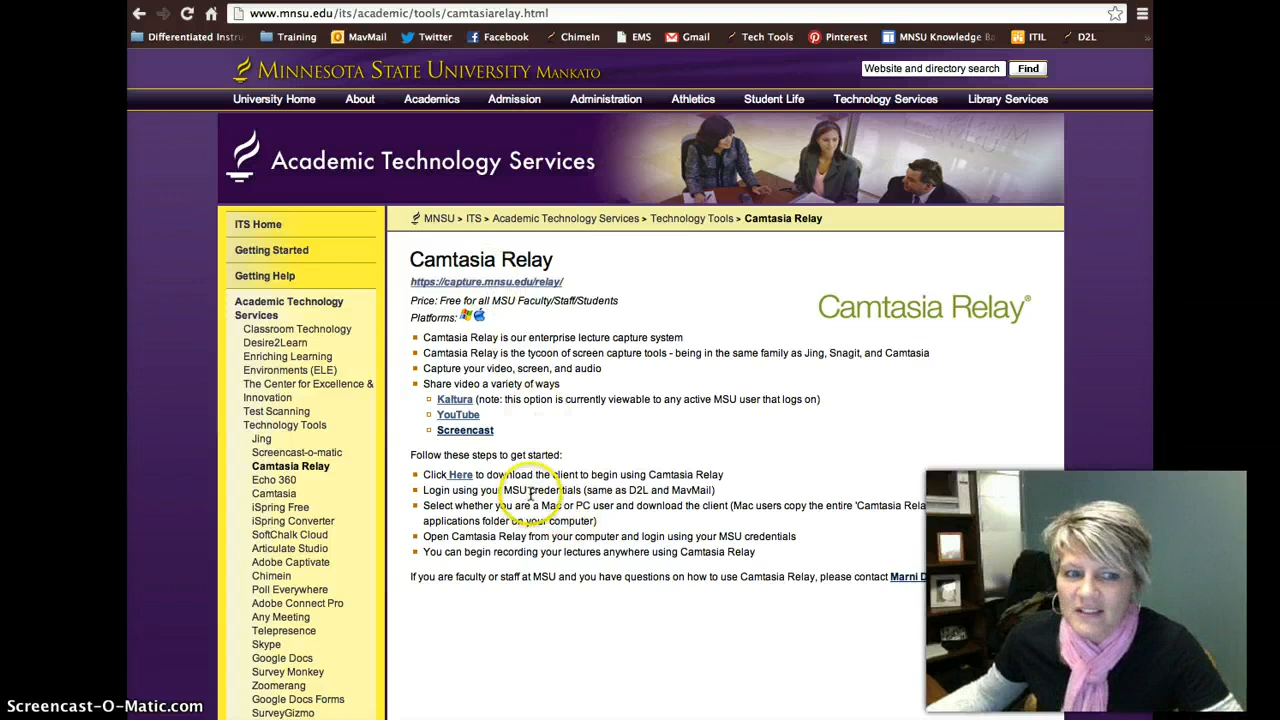 www.mnsu.edu/its/academic/tools/camtasiarelay.html
Differentiated Instru Training MavMail Twitter Facebook ChimeIn EMS Gmail Tech Tools Pinterest MNSU Knowledge Ba ITIL D2L »
MINNESOTA STATE UNIVERSITY MANKATO
Website and directory search Find
University Home About Academics Admission Administration Athletics Student Life Technology Services Library Services
Academic Technology Services
MNSU > ITS > Academic Technology Services > Technology Tools > Camtasia Relay
ITS Home
Getting Started
Getting Help
Academic Technology
Services
Classroom Technology
Desire2Learn
Enriching Learning
Environments (ELE)
The Center for Excellence &
Innovation
Test Scanning
Technology Tools
Jing
Screencast-o-matic
Camtasia Relay
Echo 360
Camtasia
iSpring Free
iSpring Converter
SoftChalk Cloud
Articulate Studio
Adobe Captivate
Chimein
Poll Everywhere
Adobe Connect Pro
Any Meeting
Telepresence
Skype
Google Docs
Survey Monkey
Zoomerang
Google Docs Forms
SurveyGizmo
Camtasia Relay
https://capture.mnsu.edu/relay/
Price: Free for all MSU Faculty/Staff/Students
Platforms:
Camtasia Relay®
Camtasia Relay is our enterprise lecture capture system
Camtasia Relay is the tycoon of screen capture tools - being in the same family as Jing, Snagit, and Camtasia
Capture your video, screen, and audio
Share video a variety of ways
Kaltura (note: this option is currently viewable to any active MSU user that logs on)
YouTube
Screencast
Follow these steps to get started:
Click Here to download the client to begin using Camtasia Relay
Login using your MSU credentials (same as D2L and MavMail)
Select whether you are a Mac or PC user and download the client (Mac users copy the entire 'Camtasia Rela
applications folder on your computer)
Open Camtasia Relay from your computer and login using your MSU credentials
You can begin recording your lectures anywhere using Camtasia Relay
If you are faculty or staff at MSU and you have questions on how to use Camtasia Relay, please contact Marni D
Screencast-O-Matic.com